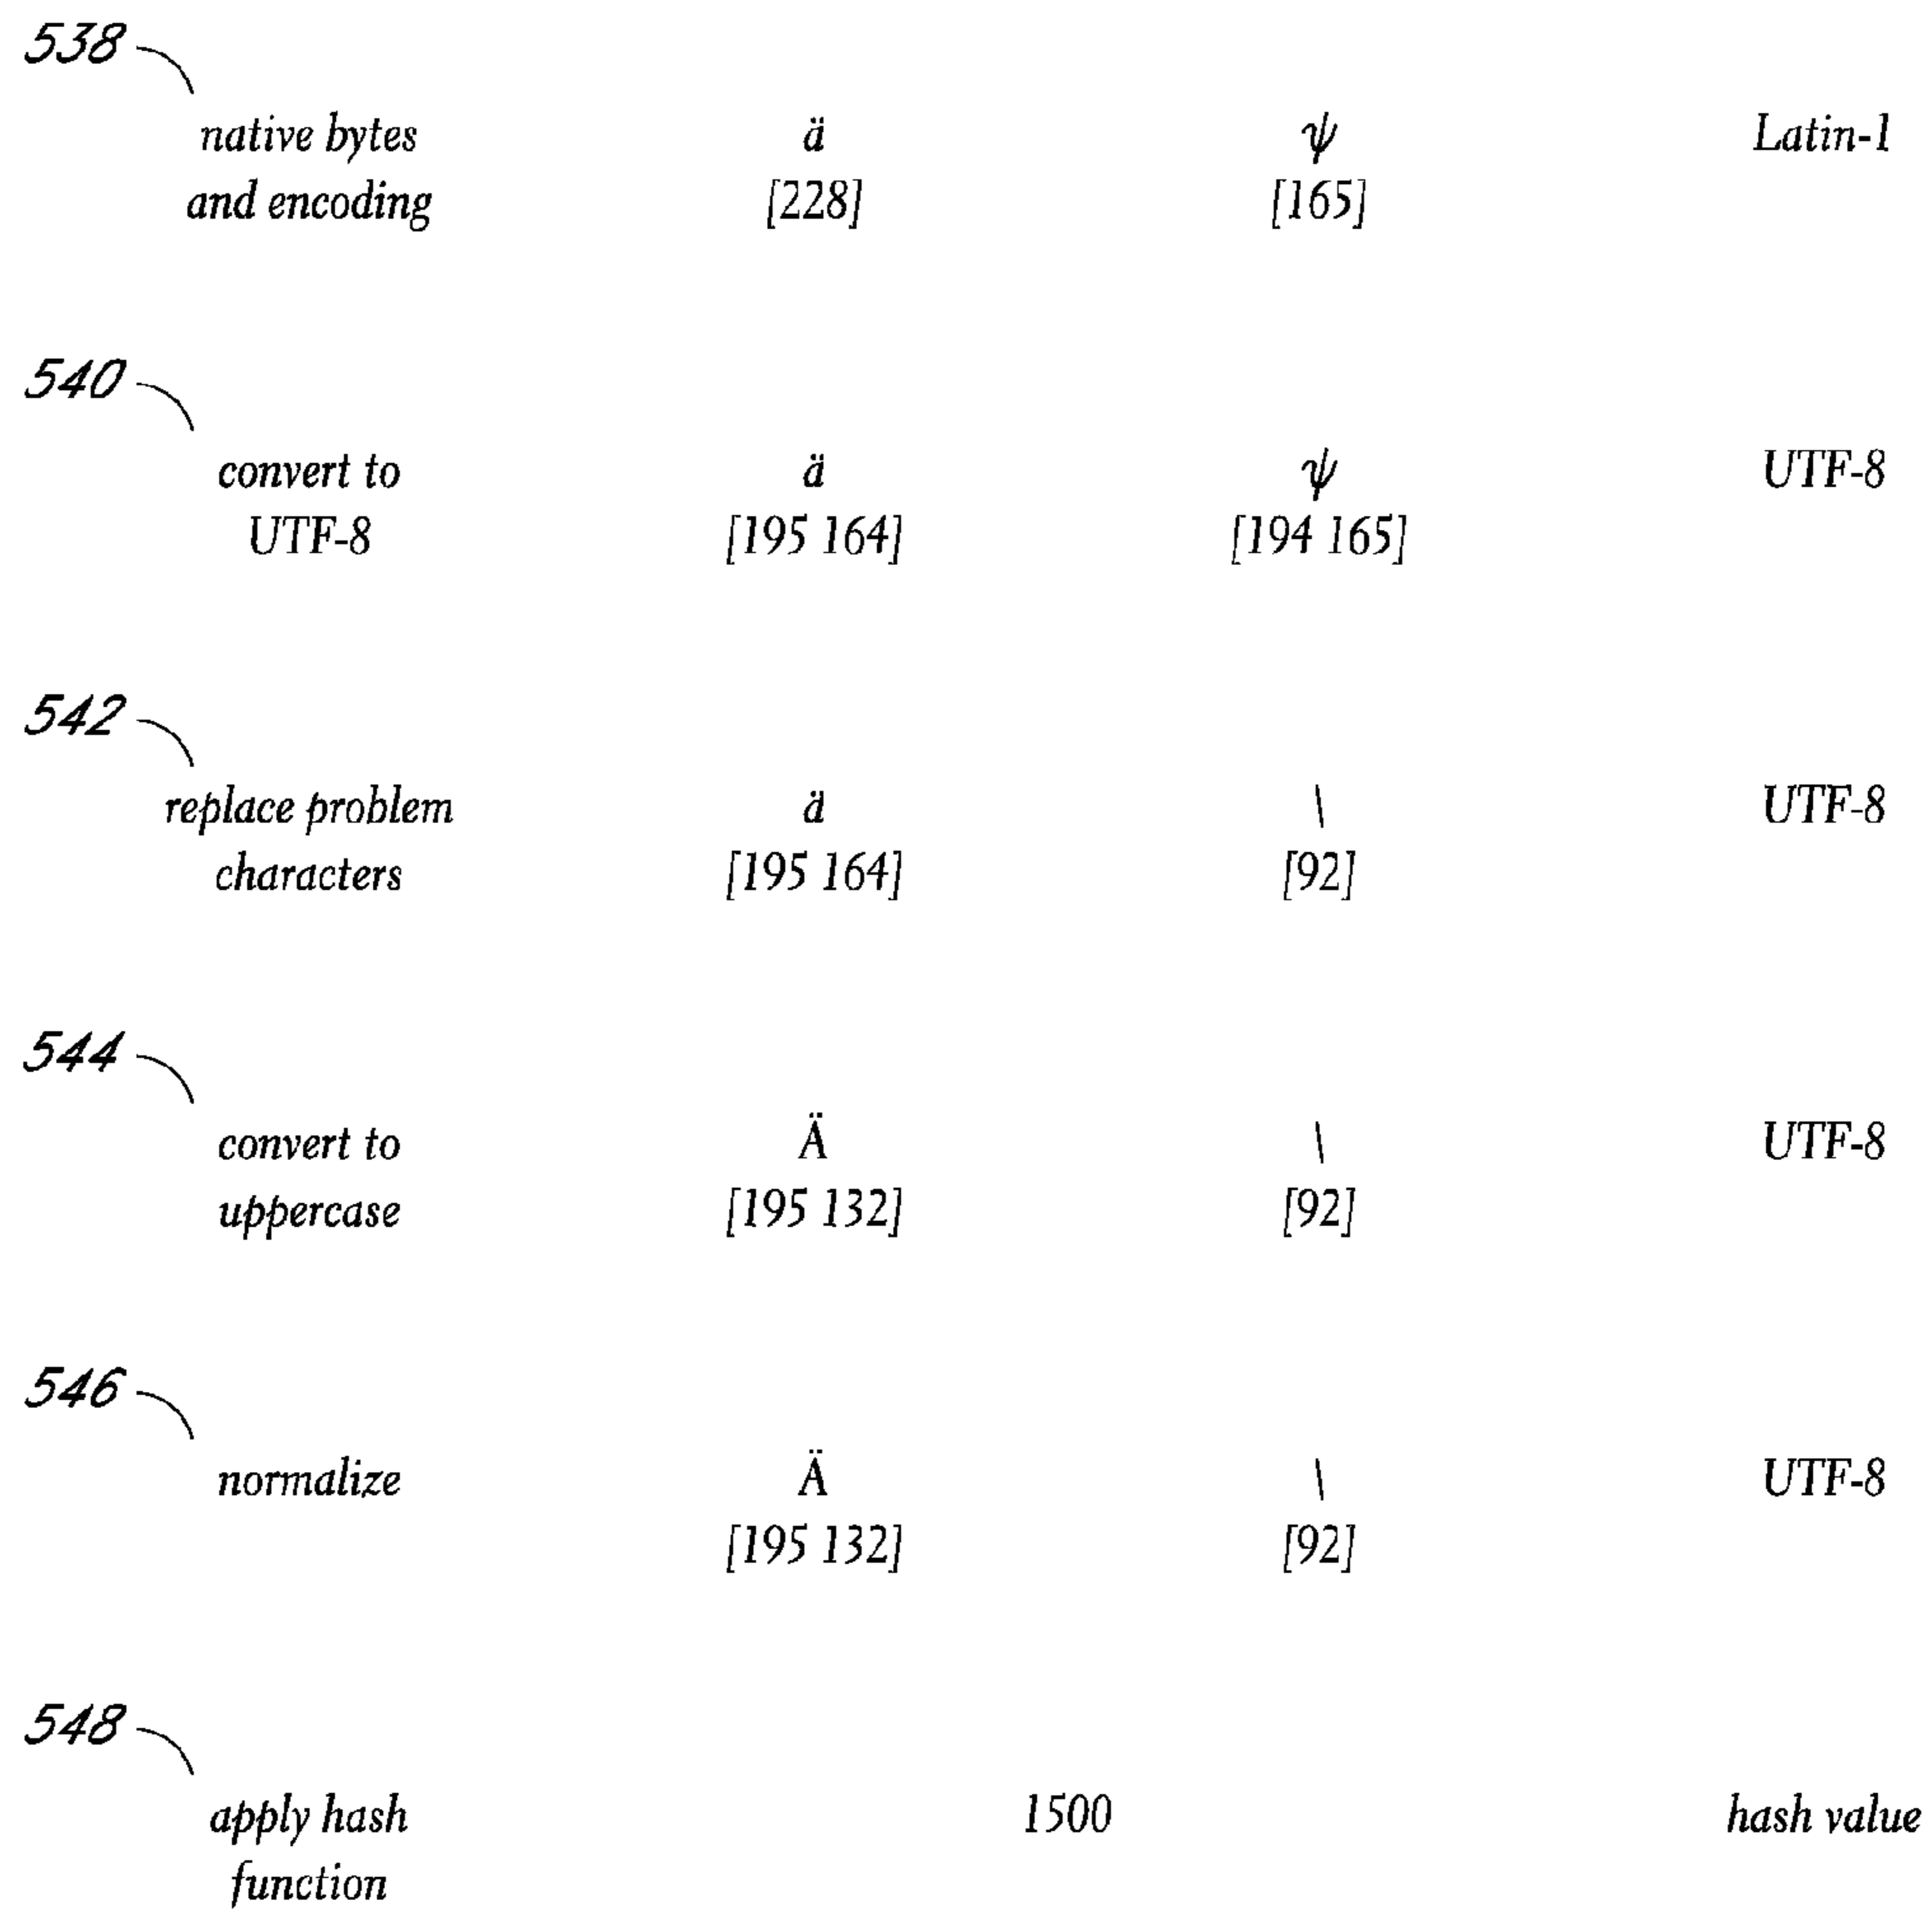 538
native bytes ä ψ Latin-1
and encoding [228] [165]
540
convert to ä ψ UTF-8
UTF-8 [195 164] [194 165]
542
replace problem ä \ UTF-8
characters [195 164] [92]
544
convert to Ä \ UTF-8
uppercase [195 132] [92]
546
normalize Ä \ UTF-8
[195 132] [92]
548
apply hash 1500 hash value
function